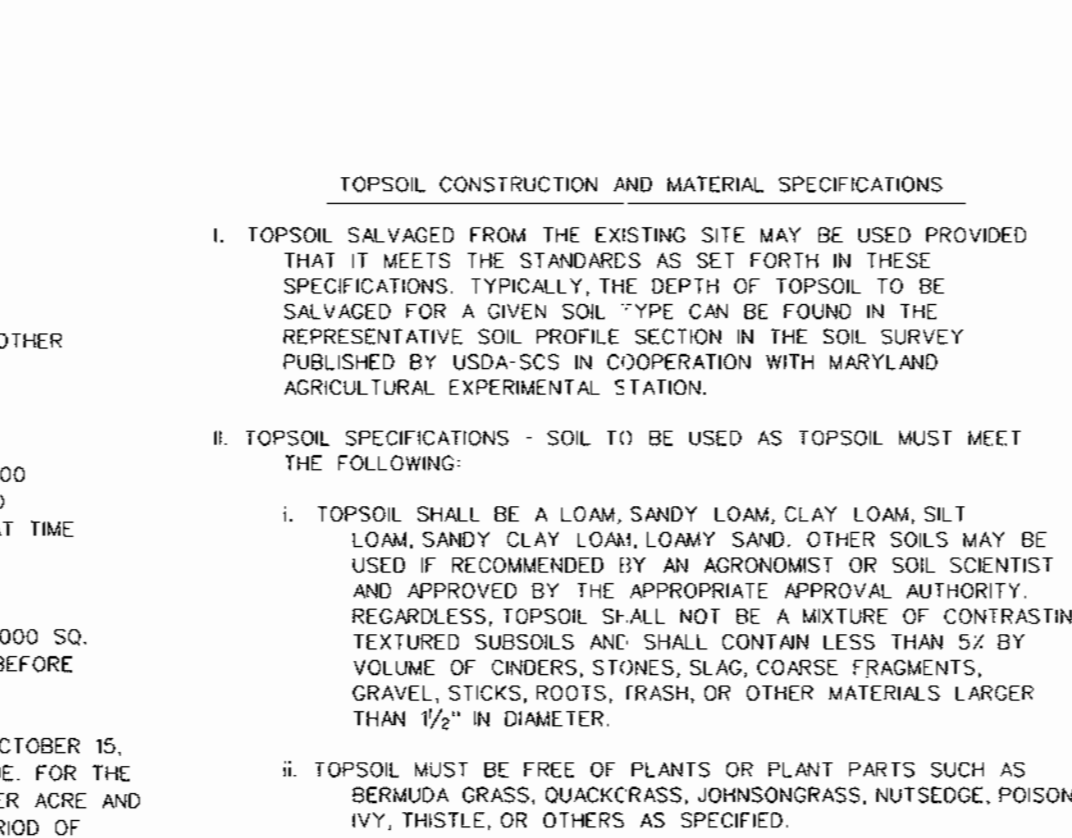 TOPSOIL CONSTRUCTION AND MATERIAL SPECIFICATIONS
I. TOPSOIL SALVAGED FROM THE EXISTING SITE MAY BE USED PROVIDED
THAT IT MEETS THE STANDARDS AS SET FORTH IN THESE
SPECIFICATIONS. TYPICALLY, THE DEPTH OF TOPSOIL TO BE
SALVAGED FOR A GIVEN SOIL TYPE CAN BE FOUND IN THE
REPRESENTATIVE SOIL PROFILE SECTION IN THE SOIL SURVEY
PUBLISHED BY USDA-SCS IN COOPERATION WITH MARYLAND
AGRICULTURAL EXPERIMENTAL STATION.
II. TOPSOIL SPECIFICATIONS - SOIL TO BE USED AS TOPSOIL MUST MEET
THE FOLLOWING:
i. TOPSOIL SHALL BE A LOAM, SANDY LOAM, CLAY LOAM, SILT
LOAM, SANDY CLAY LOAM, LOAMY SAND. OTHER SOILS MAY BE
USED IF RECOMMENDED BY AN AGRONOMIST OR SOIL SCIENTIST
AND APPROVED BY THE APPROPRIATE APPROVAL AUTHORITY.
REGARDLESS, TOPSOIL SHALL NOT BE A MIXTURE OF CONTRASTIN
TEXTURED SUBSOILS AND SHALL CONTAIN LESS THAN 5% BY
VOLUME OF CINDERS, STONES, SLAG, COARSE FRAGMENTS,
GRAVEL, STICKS, ROOTS, TRASH, OR OTHER MATERIALS LARGER
THAN 1 1/2" IN DIAMETER.
ii. TOPSOIL MUST BE FREE OF PLANTS OR PLANT PARTS SUCH AS
BERMUDA GRASS, QUACKGRASS, JOHNSONGRASS, NUTSEDGE, POISON
IVY, THISTLE, OR OTHERS AS SPECIFIED.
OTHER
00
AT TIME
000 SQ.
BEFORE
CTOBER 15,
E. FOR THE
ER ACRE AND
RIOD OF